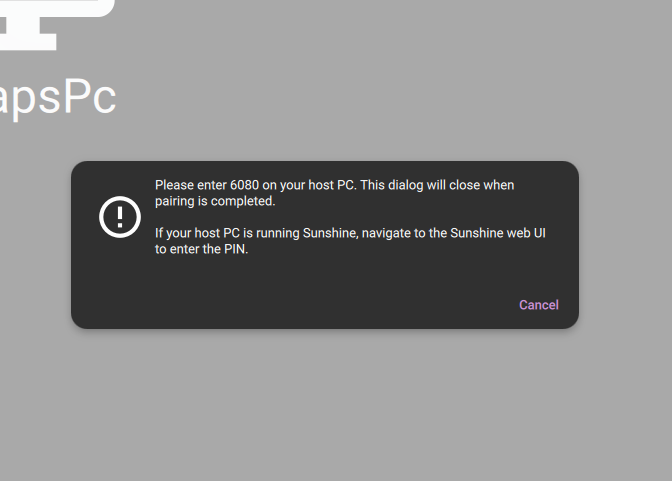 apsPc
Please enter 6080 on your host PC. This dialog will close when
pairing is completed.
If your host PC is running Sunshine, navigate to the Sunshine web UI
to enter the PIN.
Cancel